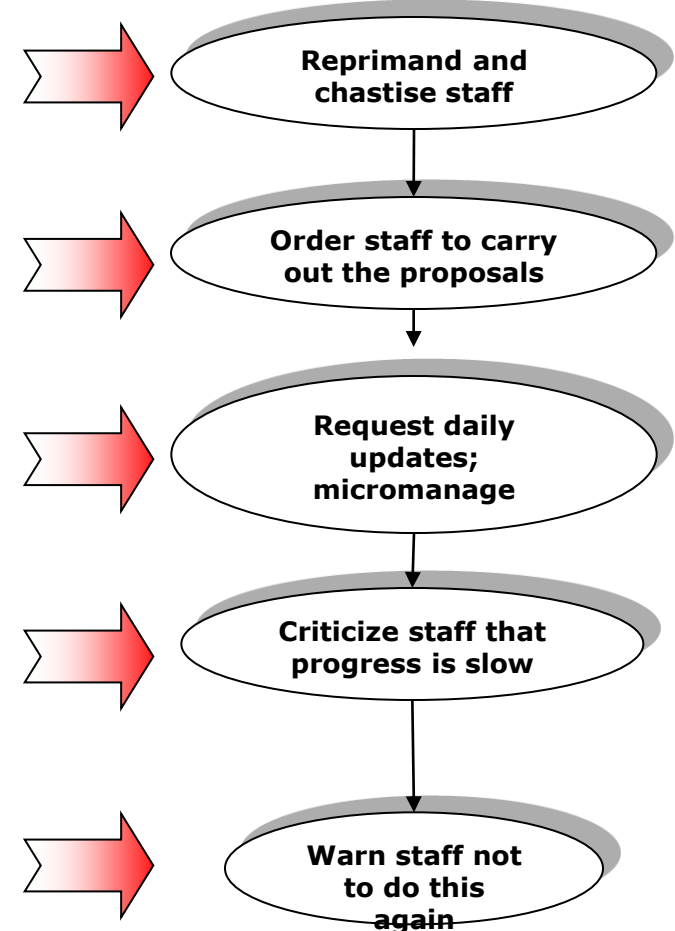 Reprimand and
chastise staff
Order staff to carry
out the proposals
Request daily
updates;
micromanage
Criticize staff that
progress is slow
Warn staff not
to do this
again